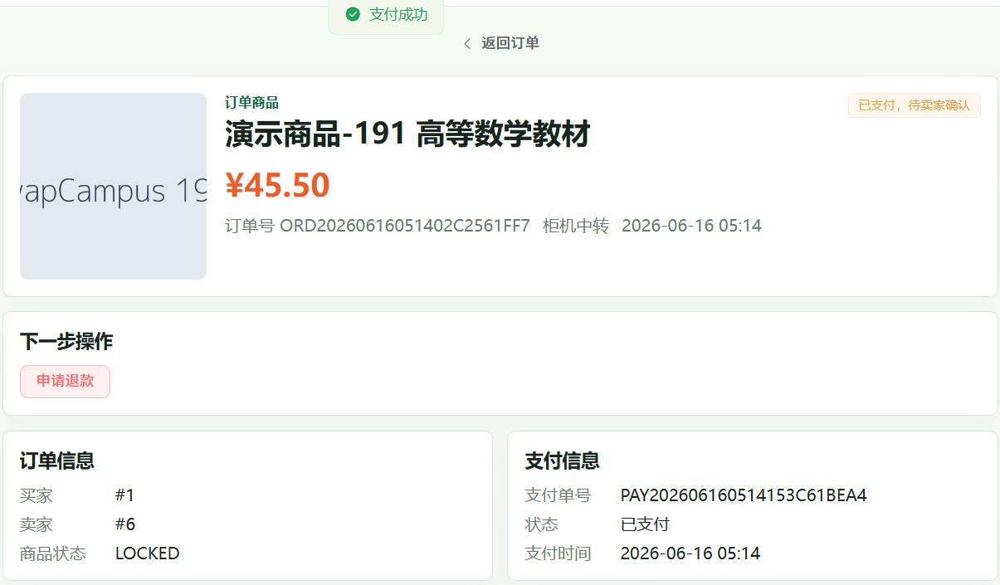 支付成功
返回订单
订单商品
已支付，待卖家确认
演示商品-191 高等数学教材
¥45.50
apCampus 19
订单号 ORD20260616051402C2561FF7 柜机中转 2026-06-16 05:14
下一步操作
申请退款
订单信息
买家 #1
卖家 #6
商品状态 LOCKED
支付信息
支付单号 PAY202606160514153C61BEA4
状态 已支付
支付时间 2026-06-16 05:14